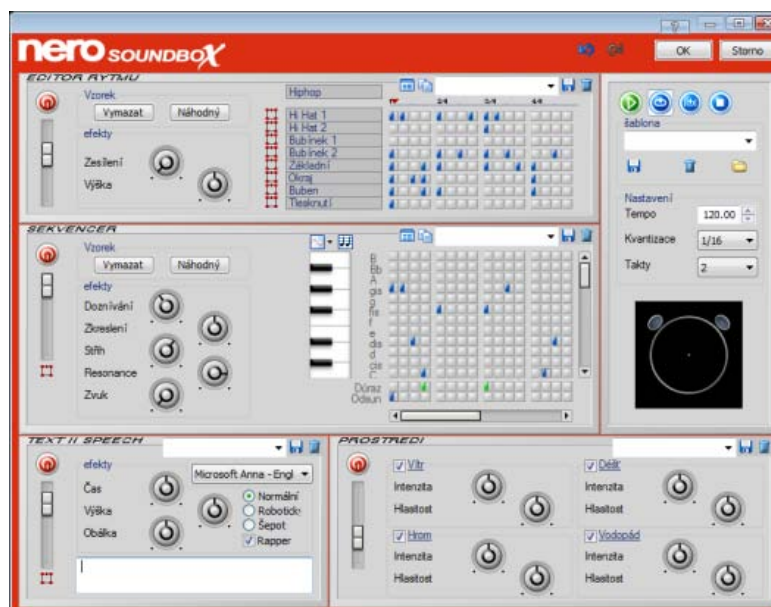 nero SOUNDBOX
OK
Storno
EDITOR RYTMU
Vzorek
Vymazat
Náhodný
efekty
Zesílení
Výška
Hiphop
Hi Hat 1
Hi Hat 2
Bubínek 1
Bubínek 2
Základní
Okraj
Buben
Tlesknutí
2/4
3/4
4/4
šablona
Nastavení
Tempo 120.00
Kvantizace 1/16
Takty 2
SEKVENCER
Vzorek
Vymazat
Náhodný
efekty
Doznívání
Zkreslení
Střih
Resonance
Zvuk
B
Bb
A
gis
g
fis
f
e
dis
d
cis
C
Důraz
Odsun
TEXT II SPEECH
efekty
Čas
Výška
Obálka
Microsoft Anna - Engl
Normální
Robotick
Šepot
Rapper
PROSTŘEDÍ
Vítr
Intenzita
Hlasitost
Déšť
Intenzita
Hlasitost
Hrom
Intenzita
Hlasitost
Vodopád
Intenzita
Hlasitost